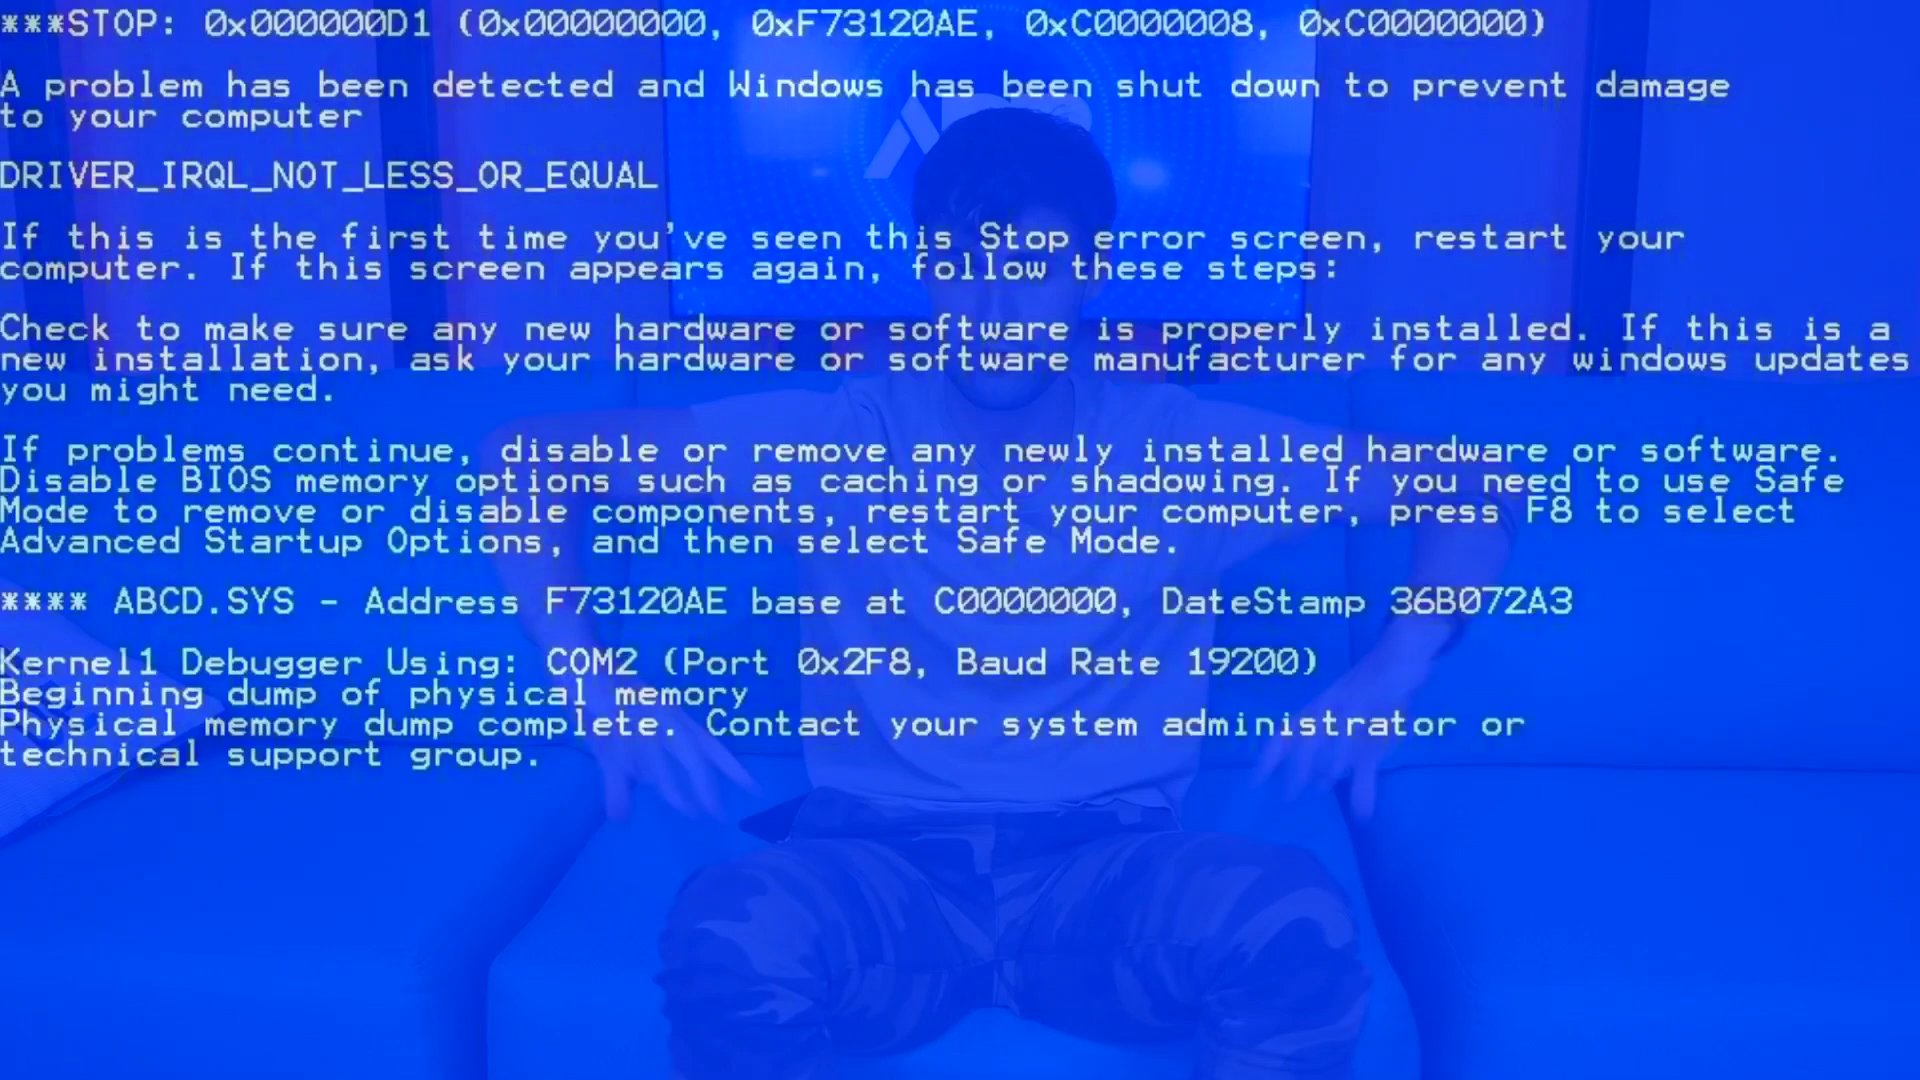 ***STOP: 0x000000D1 (0x00000000, 0xF73120AE, 0xC0000008, 0xC0000000)
A problem has been detected and Windows has been shut down to prevent damage
to your computer
DRIVER_IRQL_NOT_LESS_OR_EQUAL
If this is the first time you've seen this Stop error screen, restart your
computer. If this screen appears again, follow these steps:
Check to make sure any new hardware or software is properly installed. If this is a
new installation, ask your hardware or software manufacturer for any windows updates
you might need.
If problems continue, disable or remove any newly installed hardware or software.
Disable BIOS memory options such as caching or shadowing. If you need to use Safe
Mode to remove or disable components, restart your computer, press F8 to select
Advanced Startup Options, and then select Safe Mode.
**** ABCD.SYS - Address F73120AE base at C0000000, DateStamp 36B072A3
Kernel1 Debugger Using: COM2 (Port 0x2F8, Baud Rate 19200)
Beginning dump of physical memory
Physical memory dump complete. Contact your system administrator or
technical support group.